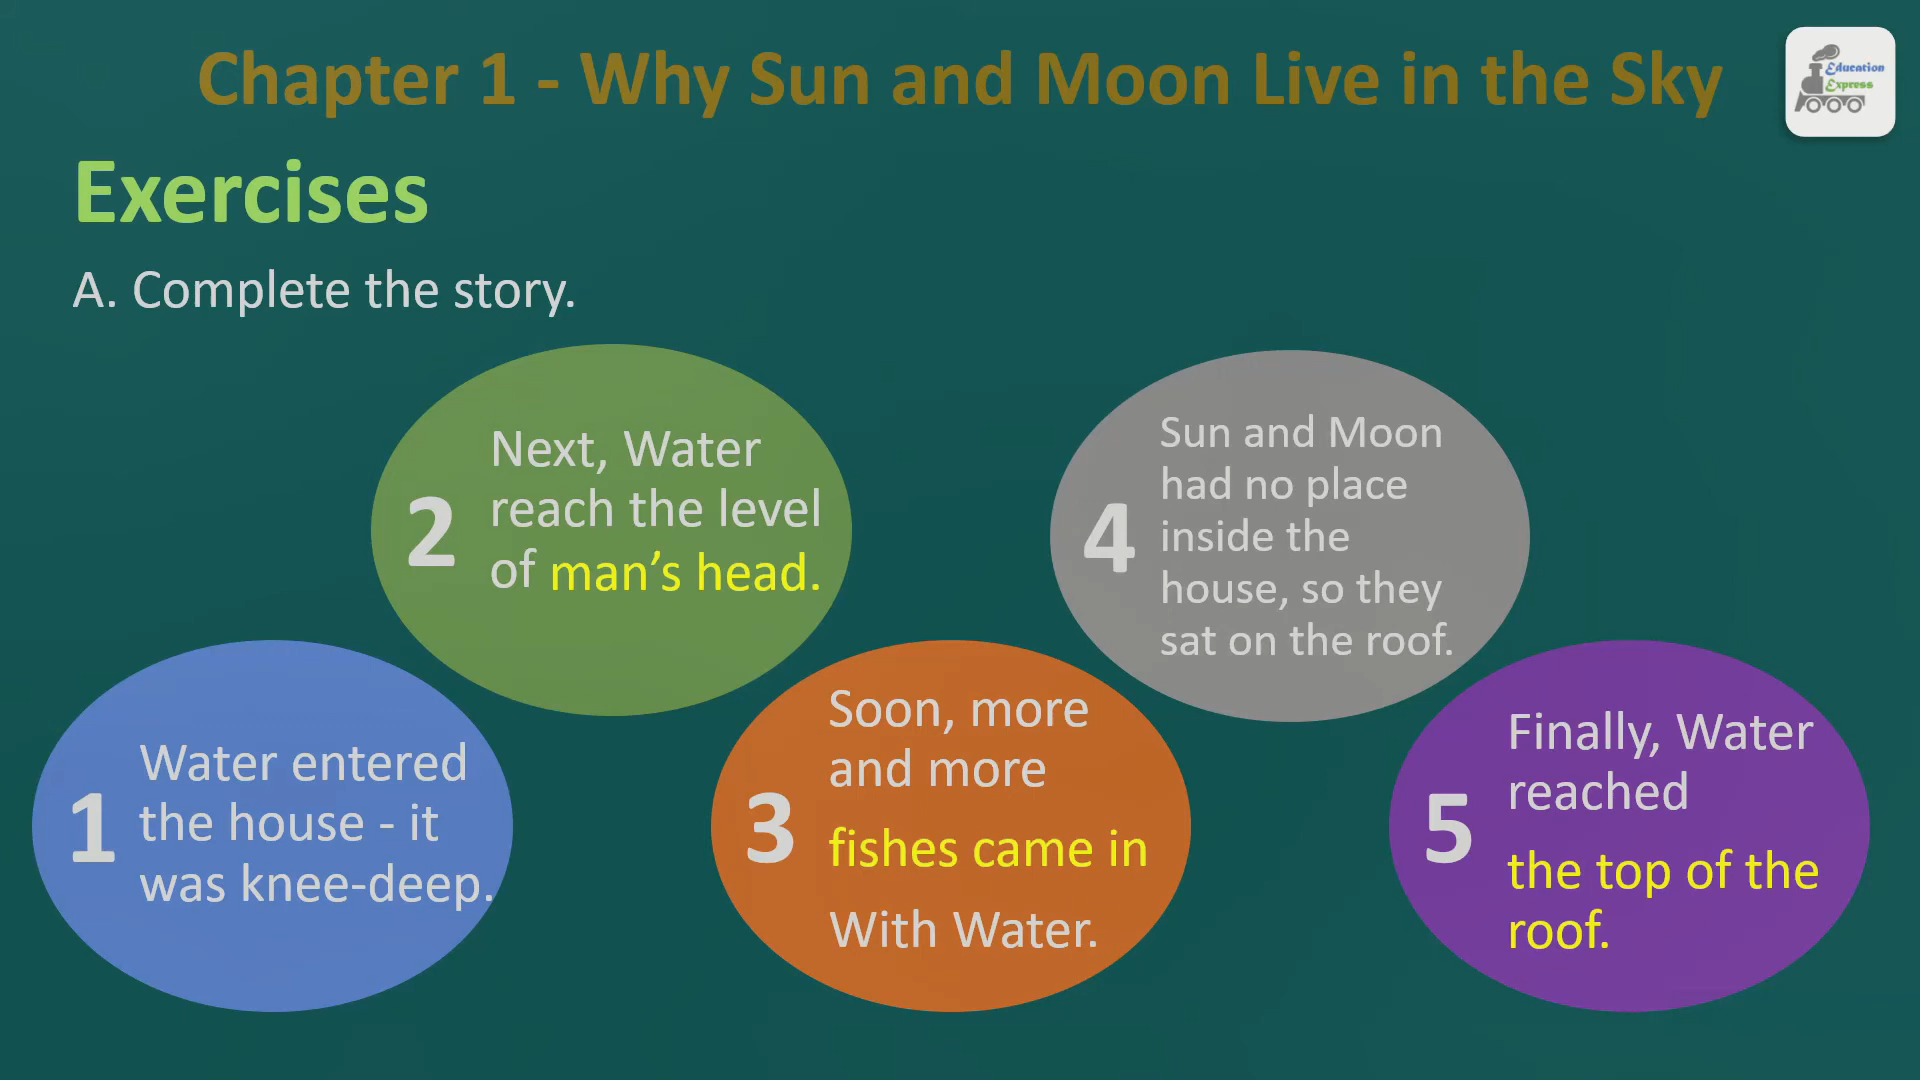 Chapter 1 - Why Sun and Moon Live in the Sky
Education
Express
Exercises
A. Complete the story.
1
Water entered
the house - it
was knee-deep.
2
Next, Water
reach the level
of man's head.
3
Soon, more
and more
fishes came in
With Water.
4
Sun and Moon
had no place
inside the
house, so they
sat on the roof.
5
Finally, Water
reached
the top of the
roof.